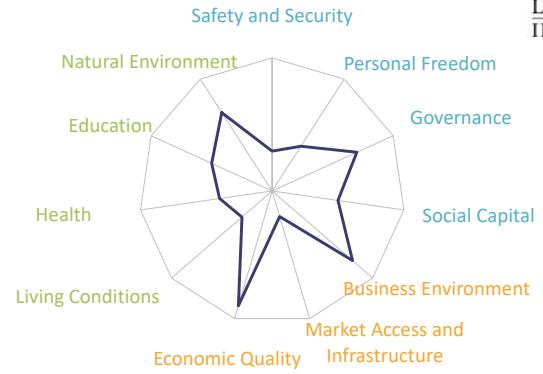 Safety and Security
Natural Environment
Personal Freedom
Education
Governance
Health
Social Capital
Living Conditions
Business Environment
Market Access and
Infrastructure
Economic Quality